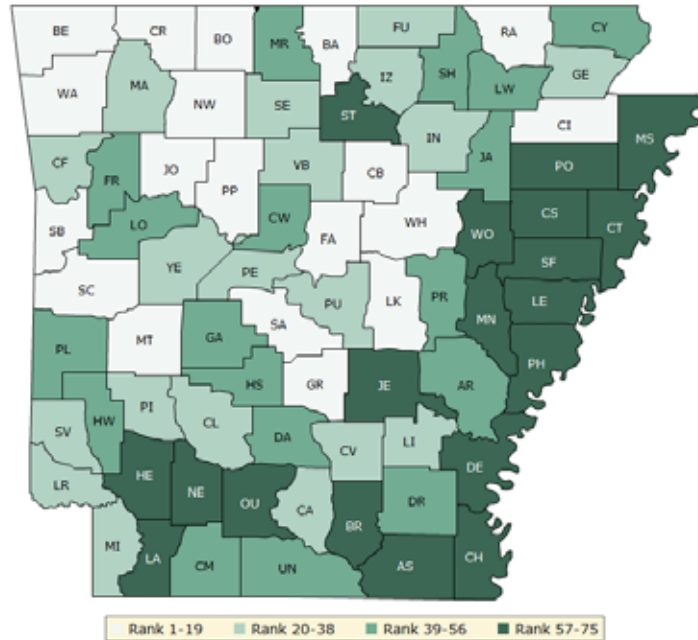 BE CR BO MR BA FU RA CY
WA MA NW SE ST IZ SH LW GE
CF FR JO PP VB CB IN JA CI MS
PO
SB LO CW FA WH WO CS CT
SC YE PE PU LK PR SF
MN LE
PL MT GA SA PH
HS GR JE AR
SV HW PI CL DA CV LI
LR HE NE OU CA BR DR DE
MI LA CM UN AS CH
Rank 1-19 Rank 20-38 Rank 39-56 Rank 57-75